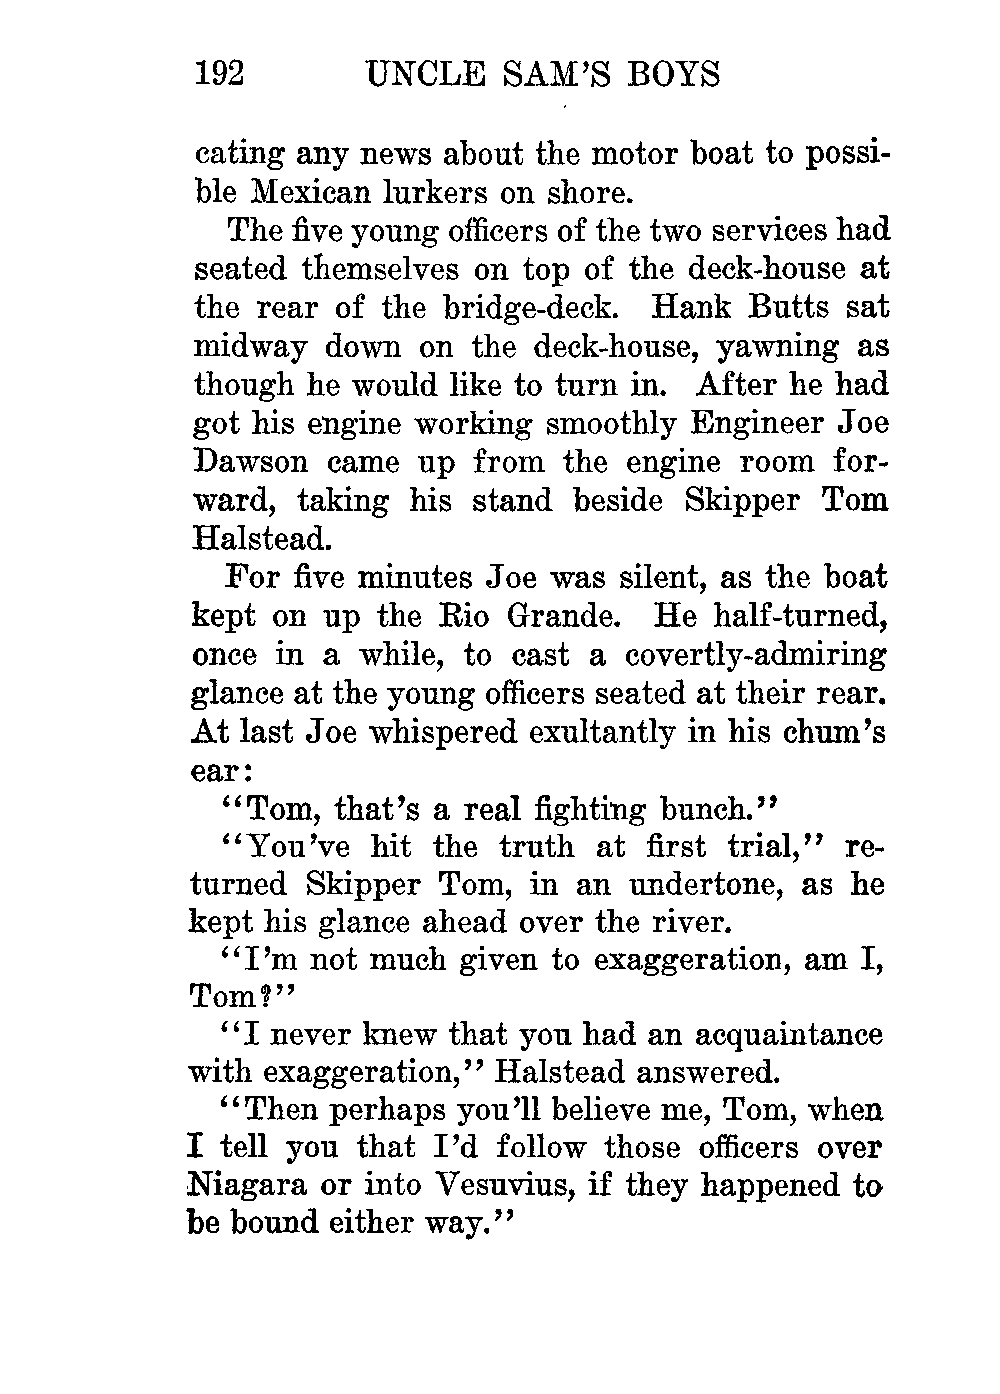 192 UNCLE SAM'S BOYS
cating any news about the motor boat to possi-
ble Mexican lurkers on shore.
The five young officers of the two services had
seated themselves on top of the deck-house at
the rear of the bridge-deck. Hank Butts sat
midway down on the deck-house, yawning as
though he would like to turn in. After he had
got his engine working smoothly Engineer Joe
Dawson came up from the engine room for-
ward, taking his stand beside Skipper Tom
Halstead.
For five minutes Joe was silent, as the boat
kept on up the Rio Grande. He half-turned,
once in a while, to cast a covertly-admiring
glance at the young officers seated at their rear.
At last Joe whispered exultantly in his chum's
ear:
"Tom, that's a real fighting bunch."
"You've hit the truth at first trial," re-
turned Skipper Tom, in an undertone, as he
kept his glance ahead over the river.
"I'm not much given to exaggeration, am I,
Tom?"
"I never knew that you had an acquaintance
with exaggeration," Halstead answered.
"Then perhaps you'll believe me, Tom, when
I tell you that I'd follow those officers over
Niagara or into Vesuvius, if they happened to
be bound either way."